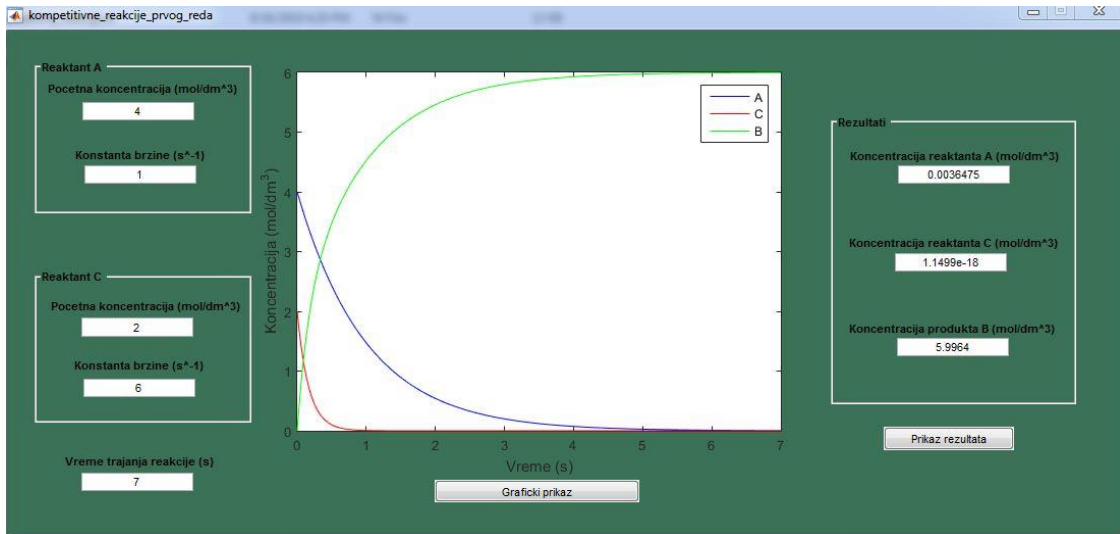 kompetitivne_reakcije_prvog_reda
Reaktant A
Pocetna koncentracija (mol/dm^3)
4
Konstanta brzine (s^-1)
1
Reaktant C
Pocetna koncentracija (mol/dm^3)
2
Konstanta brzine (s^-1)
6
Vreme trajanja reakcije (s)
7
Koncentracija (mol/dm³)
6
5
4
3
2
1
0
0 1 2 3 4 5 6 7
Vreme (s)
A
C
B
Graficki prikaz
Rezultati
Koncentracija reaktanta A (mol/dm^3)
0.0036475
Koncentracija reaktanta C (mol/dm^3)
1.1499e-18
Koncentracija produkta B (mol/dm^3)
5.9964
Prikaz rezultata